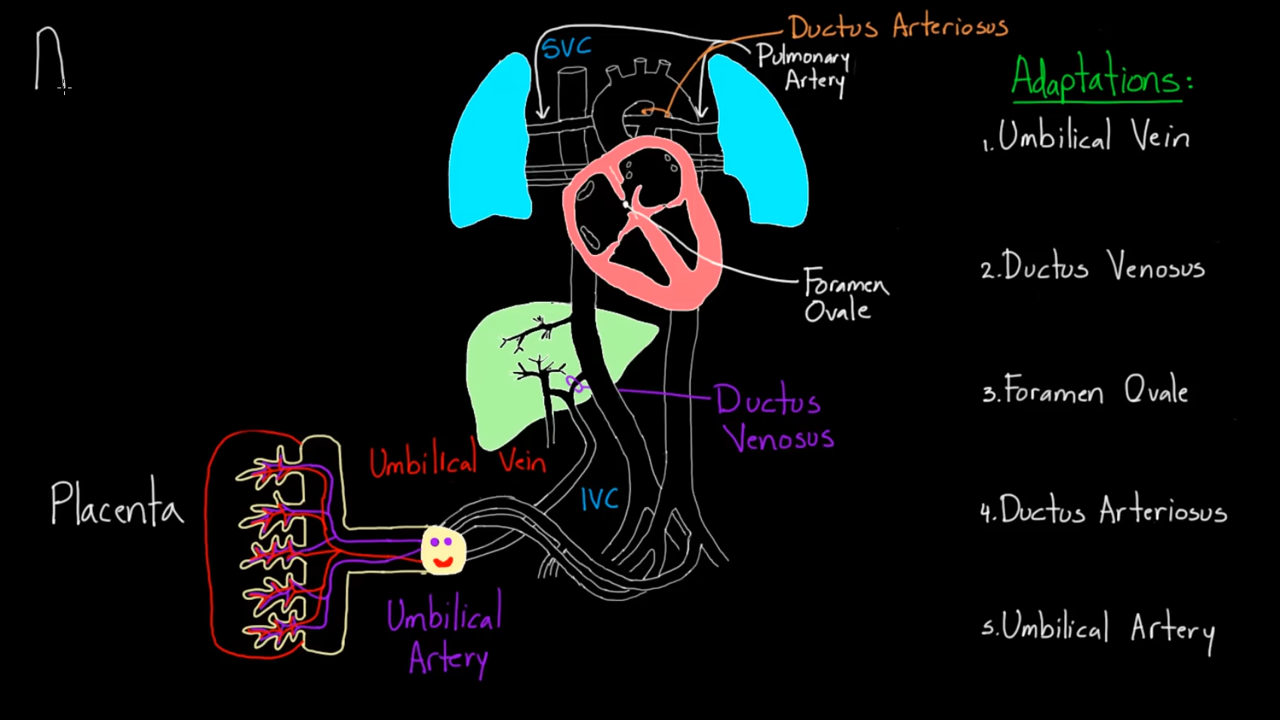 Ductus Arteriosus
SVC
Pulmonary
Artery
Adaptations:
1.Umbilical Vein
2.Ductus Venosus
Foramen
Ovale
3.Foramen Ovale
Ductus
Venosus
Umbilical Vein
IVC
Placenta
4.Ductus Arteriosus
Umbilical
Artery
5.Umbilical Artery